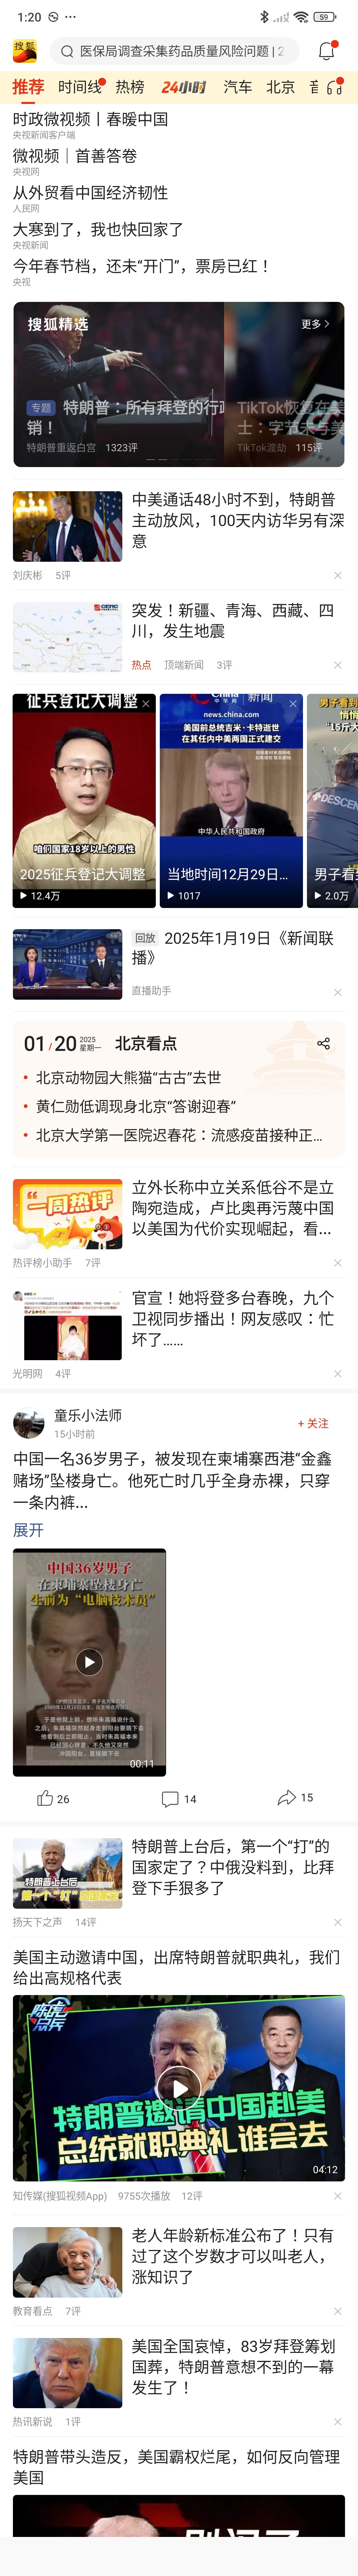 1:20
59
搜狐
医保局调查采集药品质量风险问题 | 2
推荐 时间线 热榜 24小时 汽车 北京
时政微视频丨春暖中国
央视新闻客户端
微视频｜首善答卷
央视网
从外贸看中国经济韧性
人民网
大寒到了，我也快回家了
央视新闻
今年春节档，还未“开门”，票房已红！
央视
搜狐精选
更多
专题 特朗普：所有拜登的行
销！
特朗普重返白宫 1323评
TikTok恢复在
士：字节
TikTok渡劫 115评
中美通话48小时不到，特朗普
主动放风，100天内访华另有深
意
刘庆彬 5评
突发！新疆、青海、西藏、四
川，发生地震
热点 顶端新闻 3评
征兵登记大调整
咱们国家18岁以上的男性
2025征兵登记大调整
12.4万
中华网 新闻
news.china.com
美国前总统吉米·卡特逝世
在其任内中美两国正式建交
中华人民共和国政府
当地时间12月29日...
1017
男子看到
悄悄
“15斤大
DESCEN
男子看
2.0万
回放 2025年1月19日《新闻联
播》
直播助手
01/20 2025 星期一 北京看点
北京动物园大熊猫“古古”去世
黄仁勋低调现身北京“答谢迎春”
北京大学第一医院迟春花：流感疫苗接种正...
一周热评
立外长称中立关系低谷不是立
陶宛造成，卢比奥再污蔑中国
以美国为代价实现崛起，看...
热评榜小助手 7评
官宣！她将登多台春晚，九个
卫视同步播出！网友感叹：忙
坏了......
光明网 4评
童乐小法师
15小时前
+ 关注
中国一名36岁男子，被发现在柬埔寨西港“金鑫
赌场”坠楼身亡。他死亡时几乎全身赤裸，只穿
一条内裤...
展开
中国36岁男子
在柬埔寨坠楼身亡
生前为“电脑技术员”
00:11
26
14
15
特朗普上台后
第一个“打”的国家定
特朗普上台后，第一个“打”的
国家定了？中俄没料到，比拜
登下手狠多了
扬天下之声 14评
美国主动邀请中国，出席特朗普就职典礼，我们
给出高规格代表
特朗普邀请中国赴美
总统就职典礼谁会去
04:12
知传媒(搜狐视频App) 9755次播放 12评
老人年龄新标准公布了！只有
过了这个岁数才可以叫老人，
涨知识了
教育看点 7评
美国全国哀悼，83岁拜登筹划
国葬，特朗普意想不到的一幕
发生了！
热讯新说 1评
特朗普带头造反，美国霸权烂尾，如何反向管理
美国